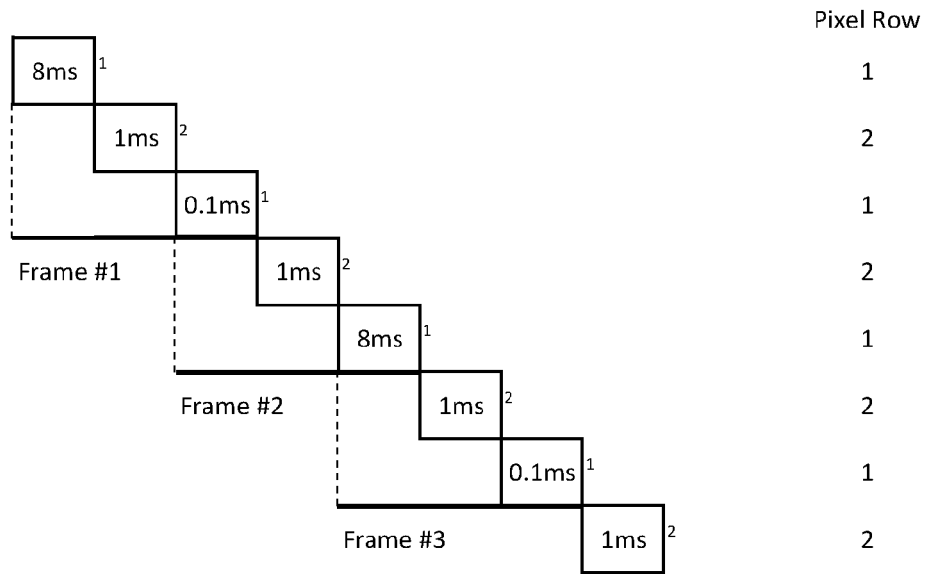 Pixel Row
8ms 1 1
1ms 2 2
0.1ms 1 1
Frame #1 1ms 2 2
8ms 1 1
Frame #2 1ms 2 2
0.1ms 1 1
Frame #3 1ms 2 2